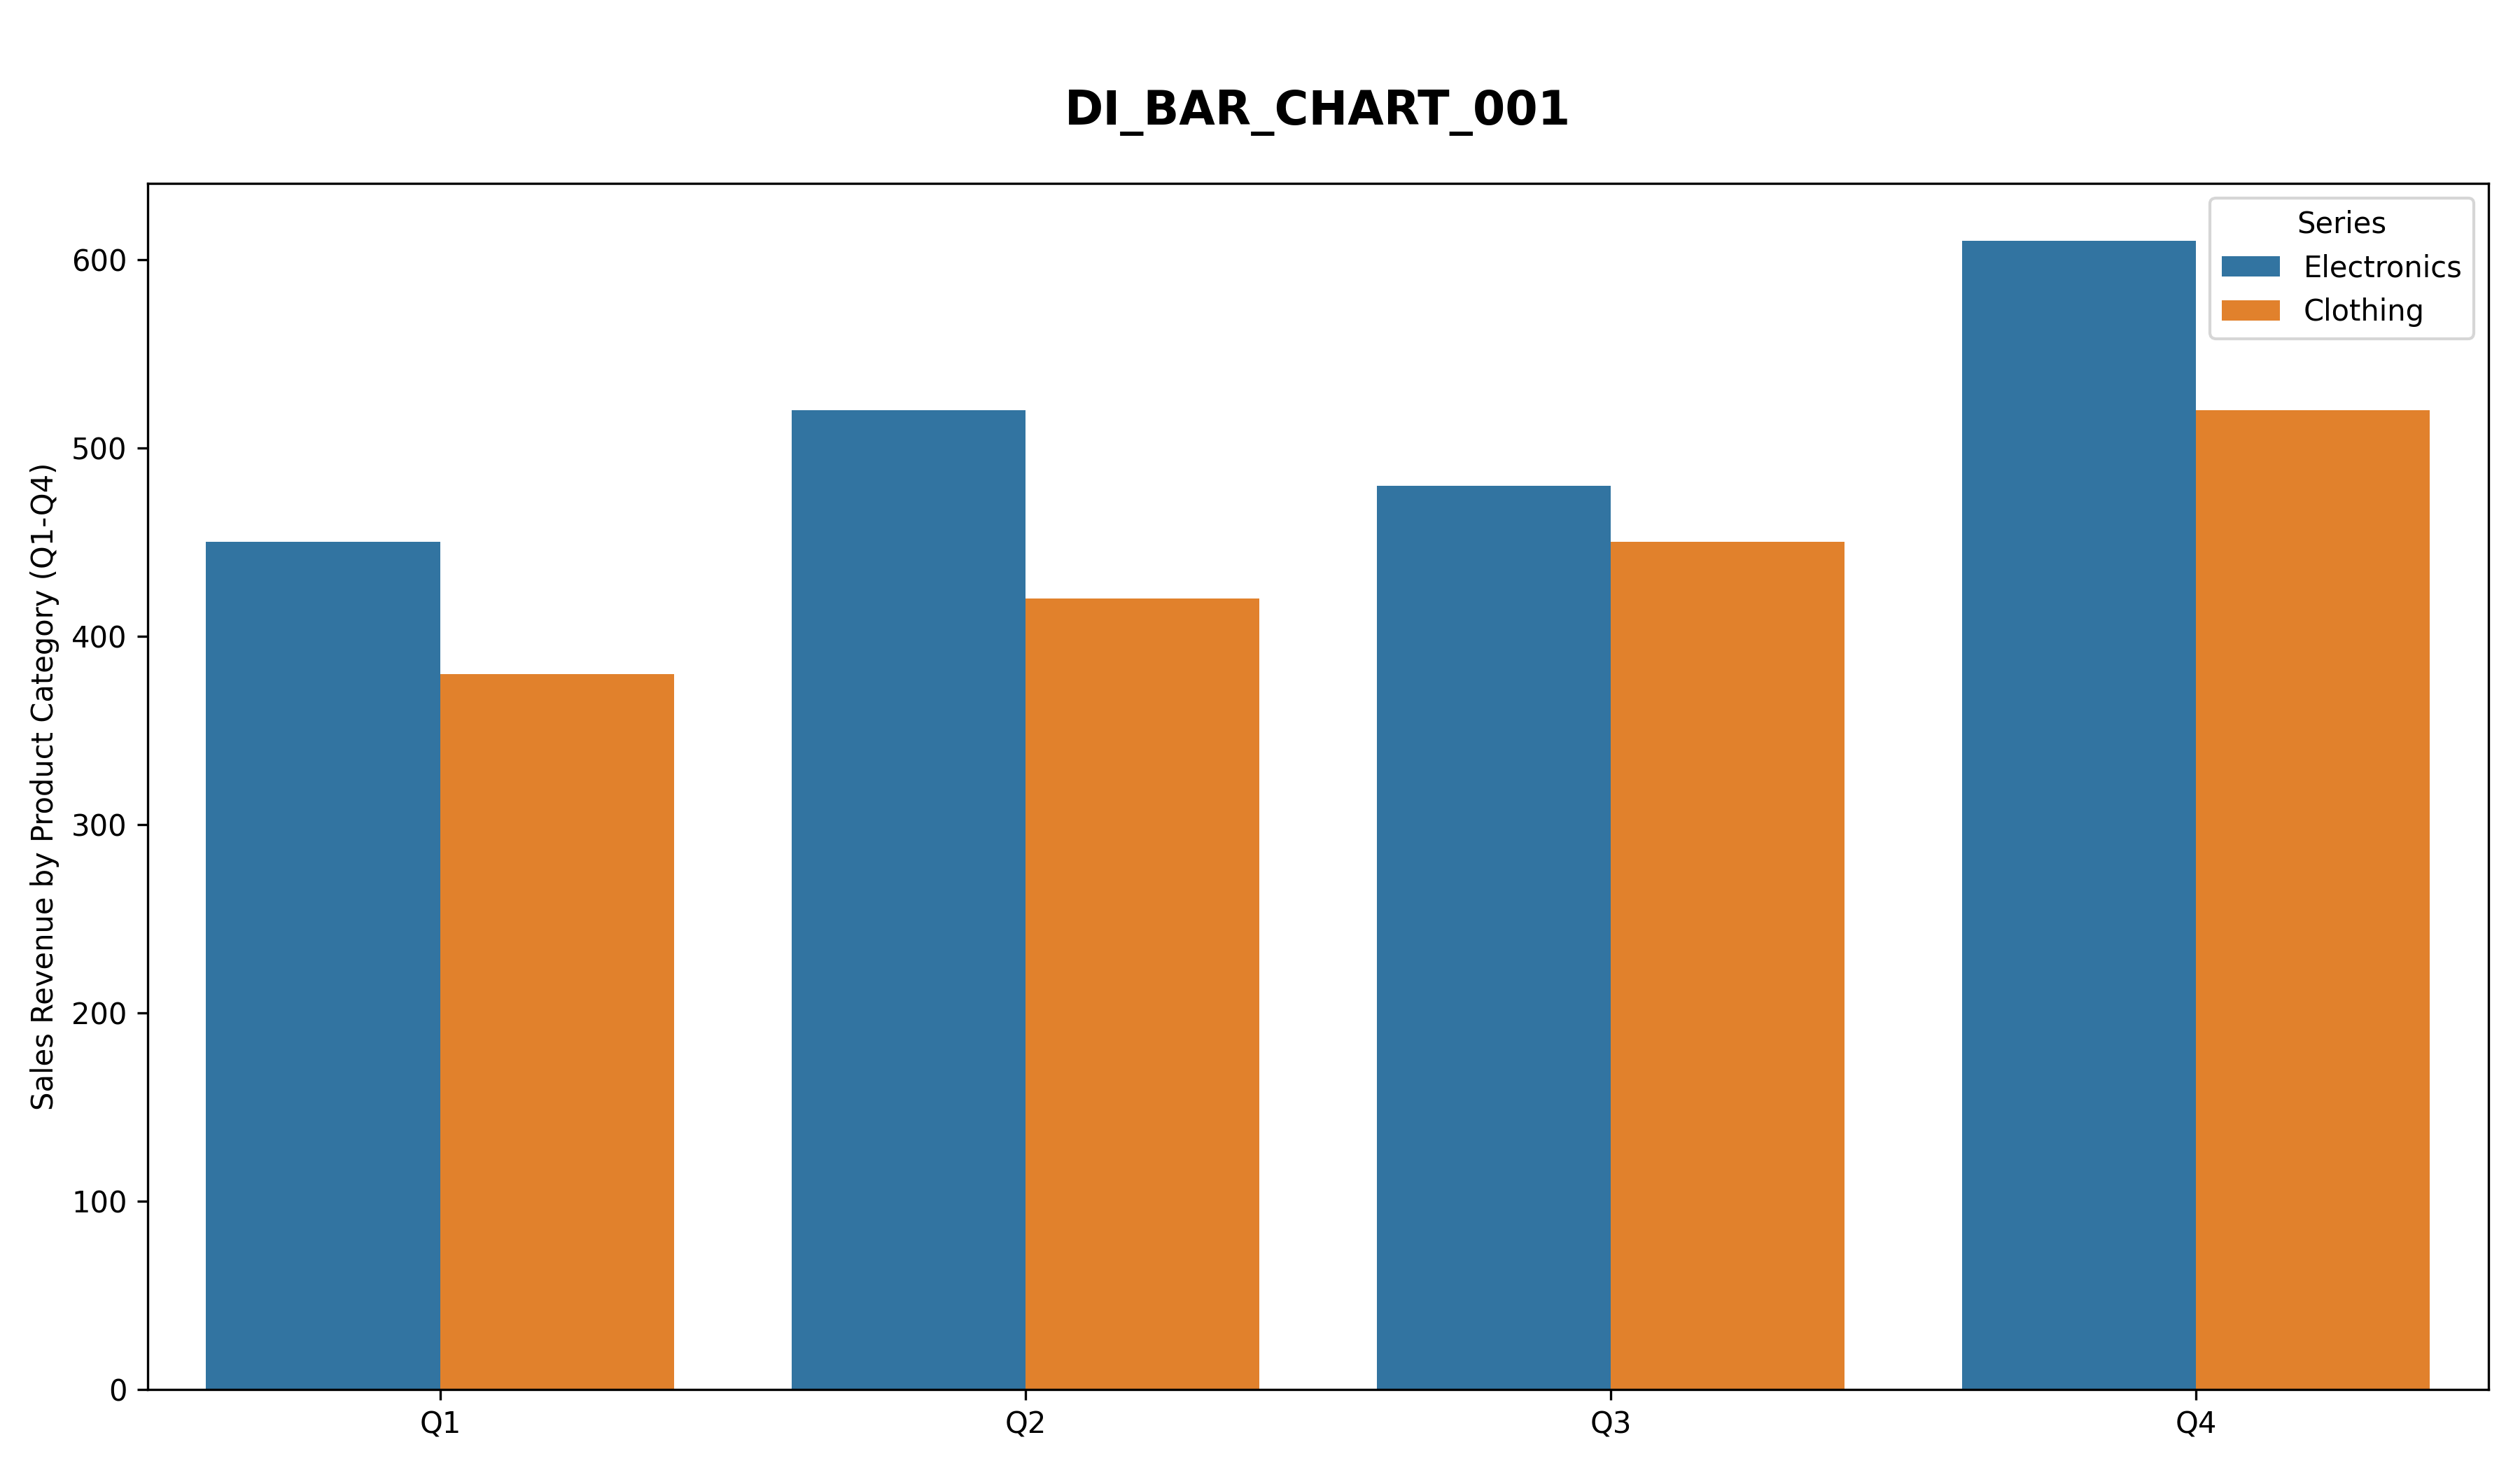 DI_BAR_CHART_001
Series
Electronics
Clothing
Sales Revenue by Product Category (Q1-Q4)
600
500
400
300
200
100
0
Q1
Q2
Q3
Q4